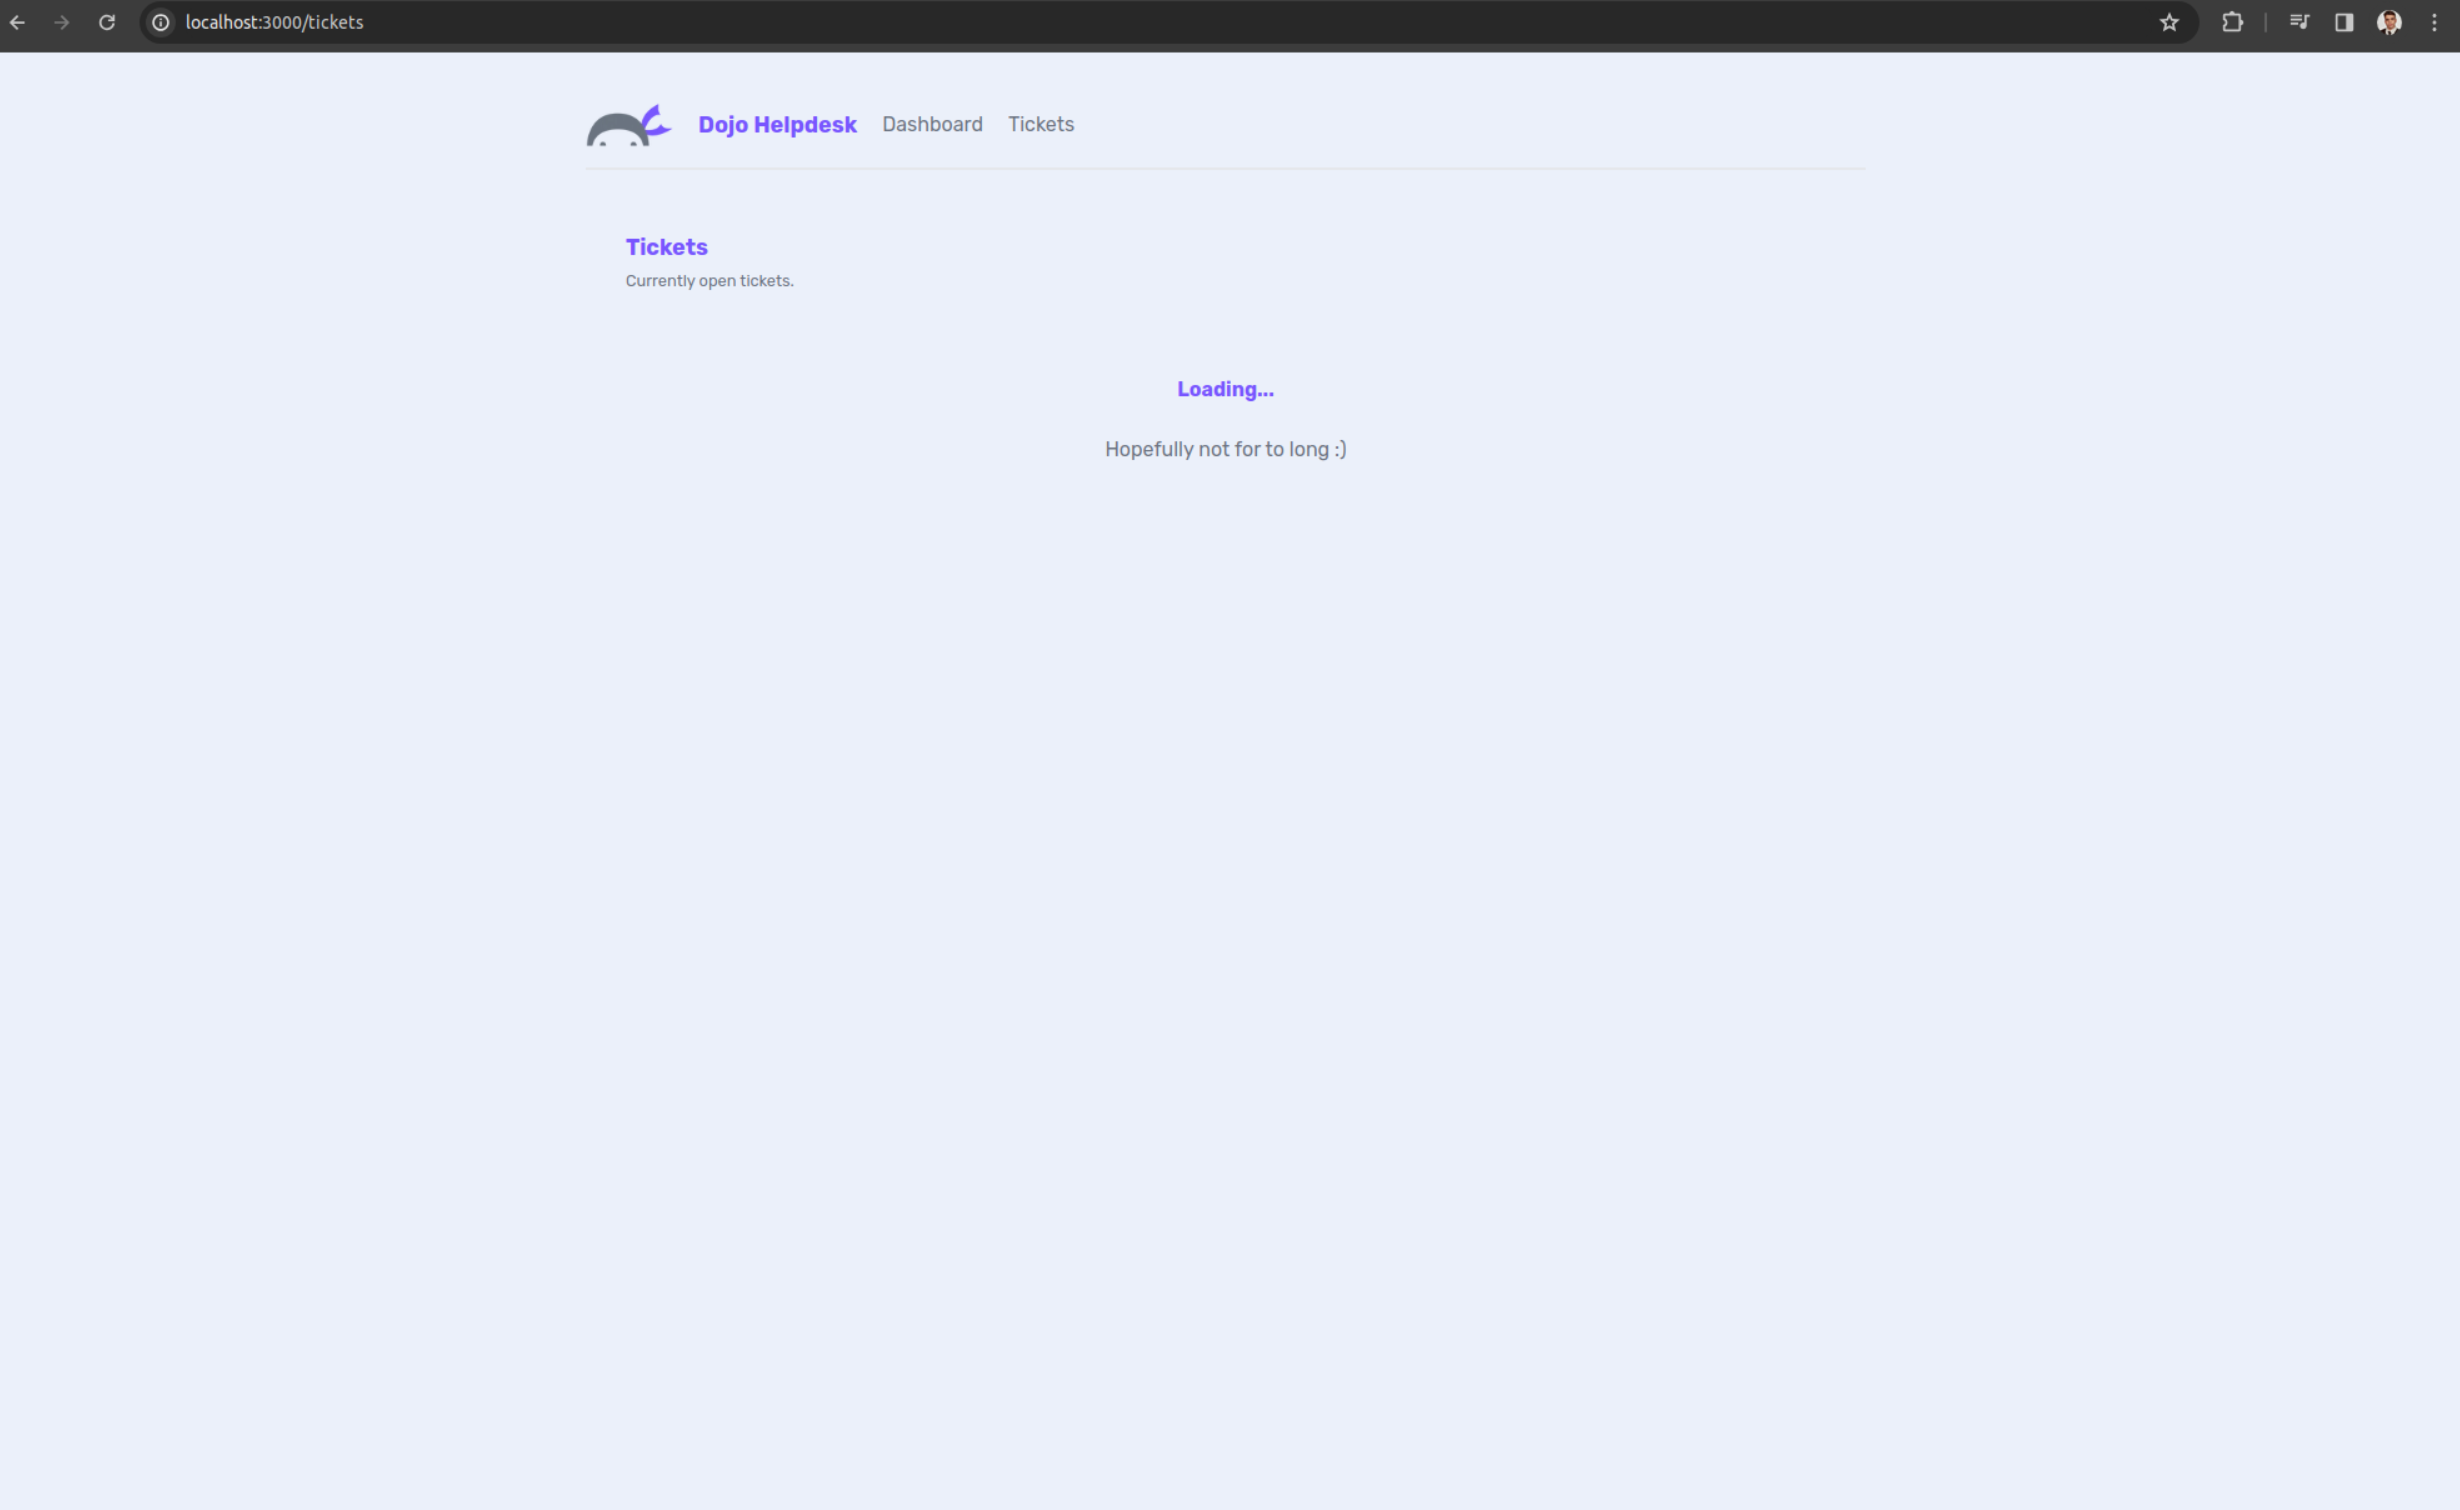 localhost:3000/tickets
Dojo Helpdesk Dashboard Tickets
Tickets
Currently open tickets.
Loading...
Hopefully not for to long :)